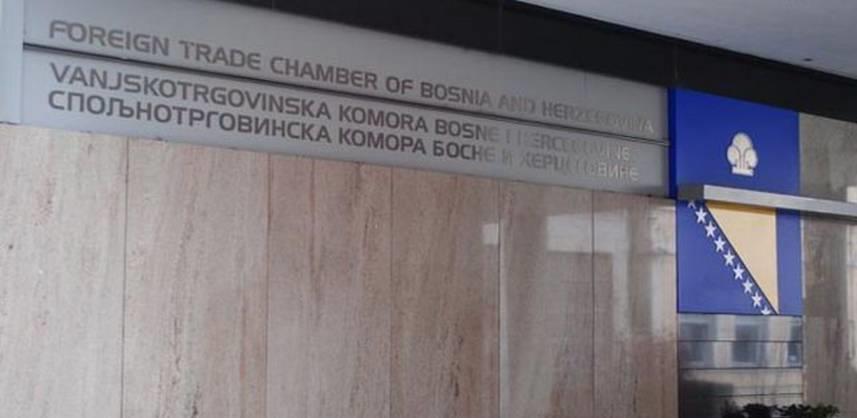 FOREIGN TRADE CHAMBER OF BOSNIA AND HERZEGOVINA
VANJSKOTRGOVINSKA KOMORA BOSNE I HERCEGOVINE
СПОЉНОТРГОВИНСКА КОМОРА БОСНЕ И ХЕРЦЕГОВИНЕ